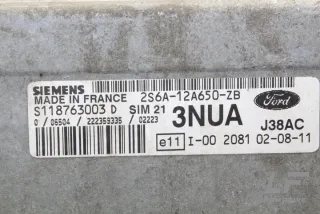 SIEMENS
MADE IN FRANCE 2S6A-12A650-ZB
S118763003 D SIM 21 3NUA Ford
0/ 05504/ 222359335/ 02223 J38AC
e11 I-00 2081 02-08-11